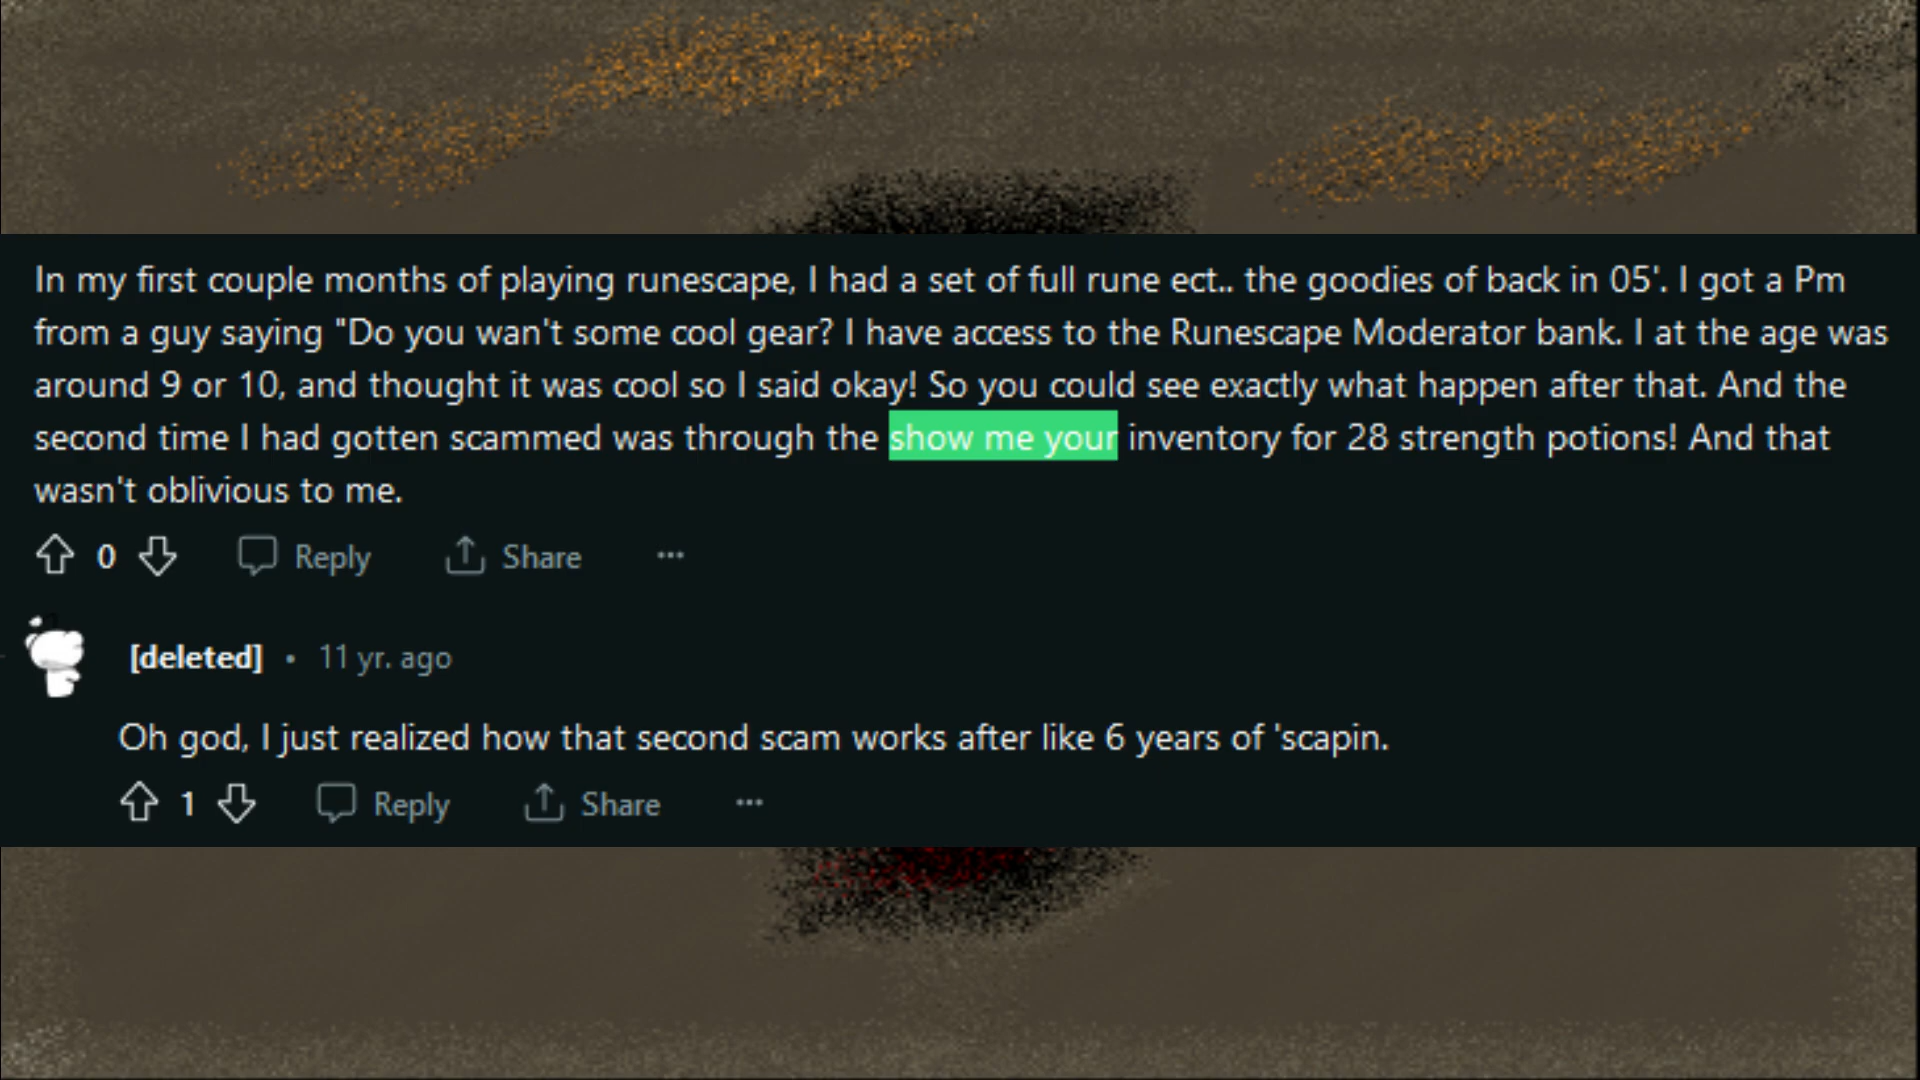 In my first couple months of playing runescape, I had a set of full rune ect.. the goodies of back in 05'. I got a Pm
from a guy saying "Do you wan't some cool gear? I have access to the Runescape Moderator bank. I at the age was
around 9 or 10, and thought it was cool so I said okay! So you could see exactly what happen after that. And the
second time I had gotten scammed was through the show me your inventory for 28 strength potions! And that
wasn't oblivious to me.
0 Reply Share ...
[deleted] • 11 yr. ago
Oh god, I just realized how that second scam works after like 6 years of 'scapin.
1 Reply Share ...